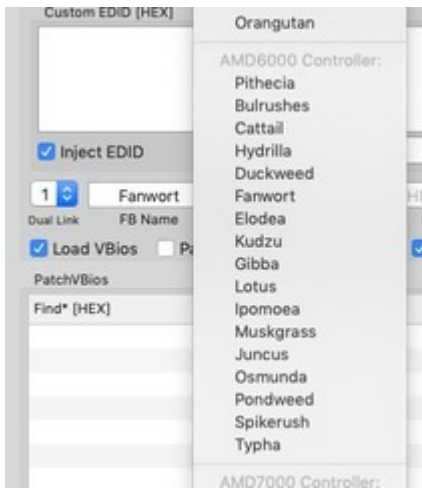 Custom EDID [HEX]
Inject EDID
1
Fanwort
Dual Link
FB Name
Load VBios
PatchVBios
Find* [HEX]
Orangutan
AMD6000 Controller:
Pithecia
Bulrushes
Cattail
Hydrilla
Duckweed
Fanwort
Elodea
Kudzu
Gibba
Lotus
Ipomoea
Muskgrass
Juncus
Osmunda
Pondweed
Spikerush
Typha
AMD7000 Controller: